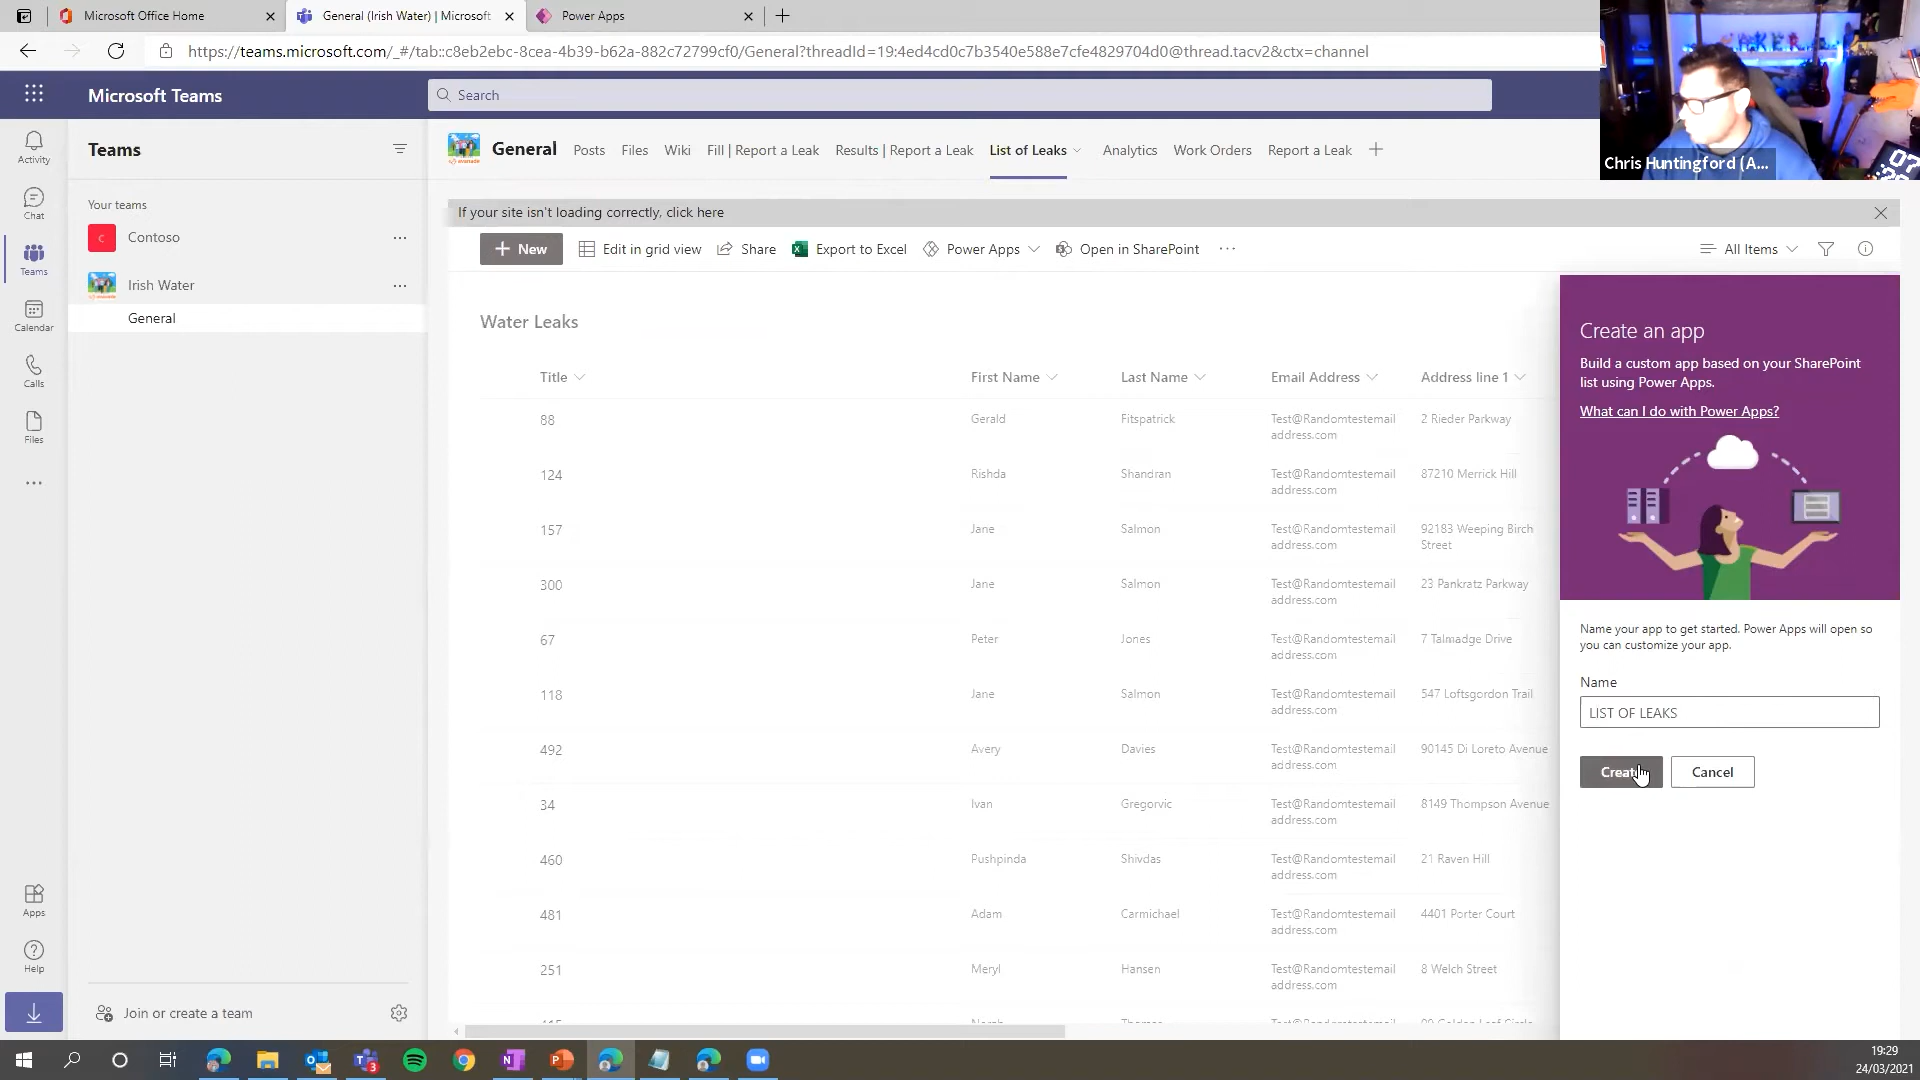 Microsoft Office Home
General (Irish Water) | Microsoft
Power Apps
https://teams.microsoft.com/_#/tab::c8eb2ebc-8cea-4b39-b62a-882c72799cf0/General?threadId=19:4ed4cd0c7b3540e588e7cfe4829704d0@thread.tacv2&ctx=channel
Microsoft Teams
Search
Chris Huntingford (A...
Activity
Chat
Teams
Calendar
Calls
Files
Apps
Help
Teams
Your teams
C
Contoso
Irish Water
General
Join or create a team
General
Posts
Files
Wiki
Fill | Report a Leak
Results | Report a Leak
List of Leaks
Analytics
Work Orders
Report a Leak
If your site isn't loading correctly, click here
New
Edit in grid view
Share
Export to Excel
Power Apps
Open in SharePoint
All Items
Water Leaks
Title First Name Last Name Email Address Address line 1
88 Gerald Fitspatrick Test@Randomtestemail 2 Rieder Parkway
address.com
124 Rishda Shandran Test@Randomtestemail 87210 Merrick Hill
address.com
157 Jane Salmon Test@Randomtestemail 92183 Weeping Birch
address.com Street
300 Jane Salmon Test@Randomtestemail 23 Pankratz Parkway
address.com
67 Peter Jones Test@Randomtestemail 7 Talmadge Drive
address.com
118 Jane Salmon Test@Randomtestemail 547 Loftsgordon Trail
address.com
492 Avery Davies Test@Randomtestemail 90145 Di Loreto Avenue
address.com
34 Ivan Gregorvic Test@Randomtestemail 8149 Thompson Avenue
address.com
460 Pushpinda Shivdas Test@Randomtestemail 21 Raven Hill
address.com
481 Adam Carmichael Test@Randomtestemail 4401 Porter Court
address.com
251 Meryl Hansen Test@Randomtestemail 8 Welch Street
address.com
Create an app
Build a custom app based on your SharePoint
list using Power Apps.
What can I do with Power Apps?
Name your app to get started. Power Apps will open so
you can customize your app.
Name
LIST OF LEAKS
Create
Cancel
19:29
24/03/2021